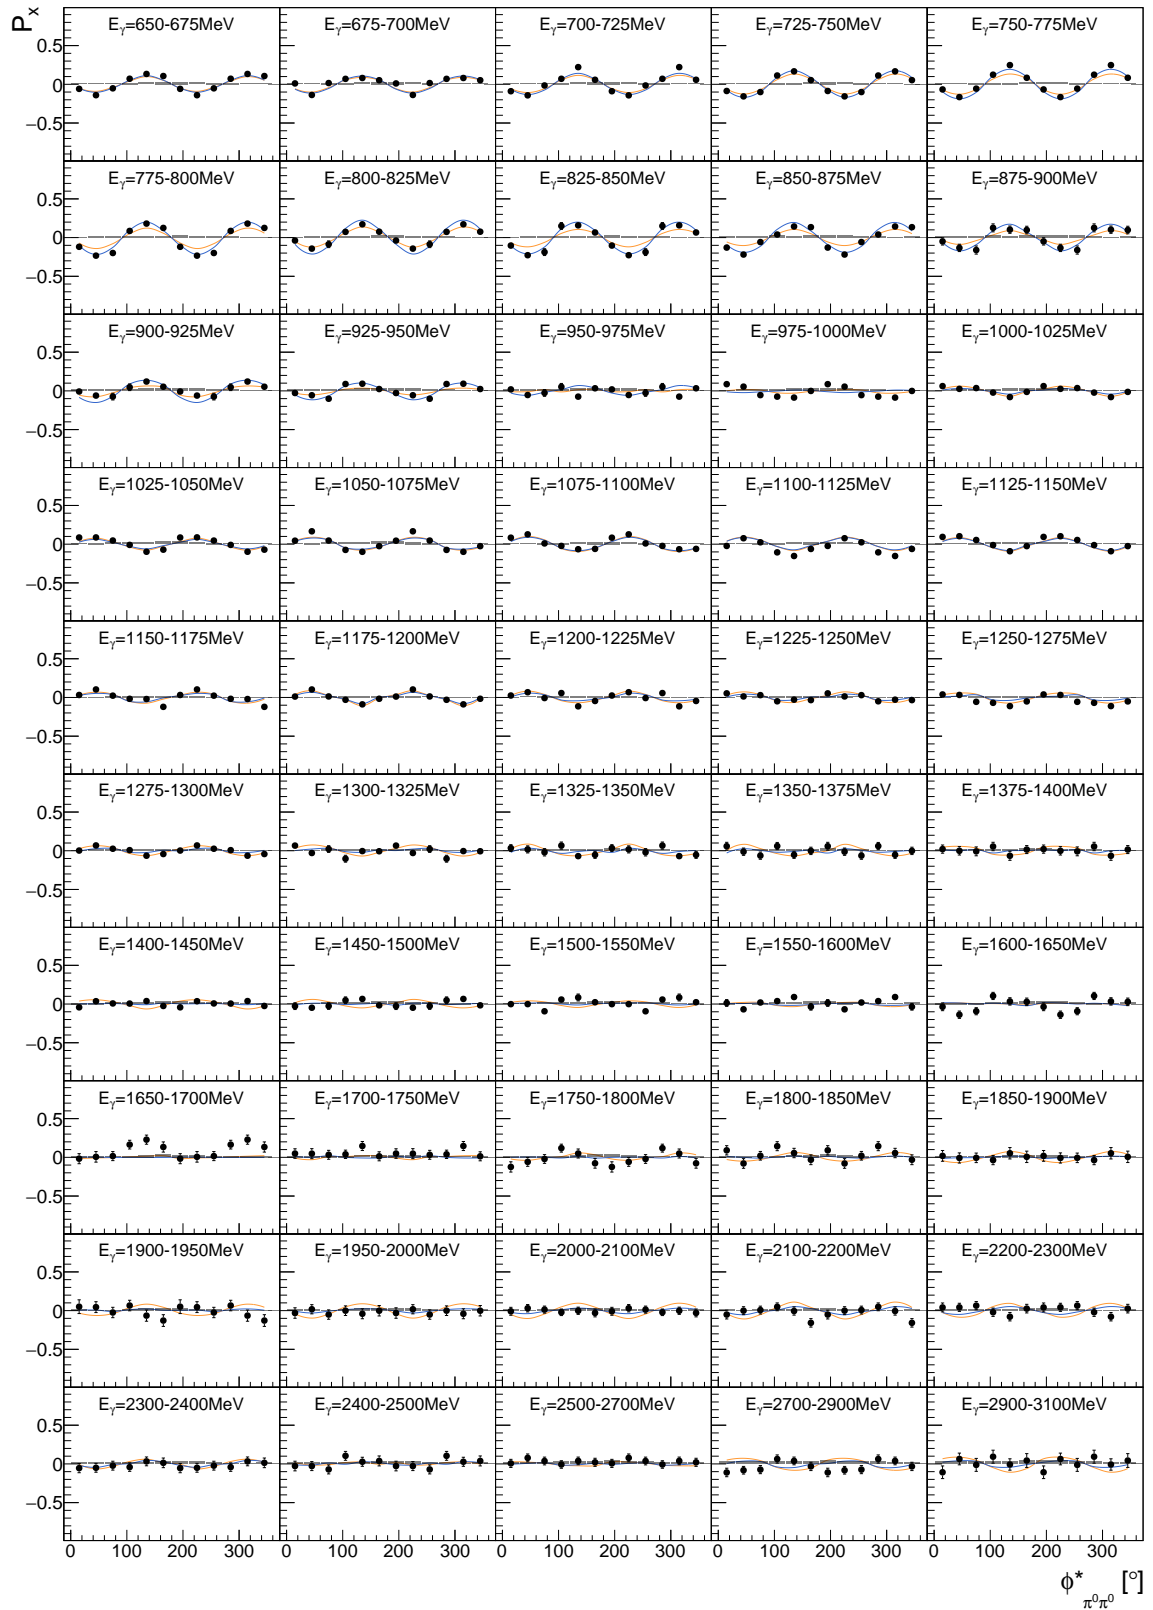 P_x
E_γ=650-675MeV E_γ=675-700MeV E_γ=700-725MeV E_γ=725-750MeV E_γ=750-775MeV
0.5
0
−0.5
E_γ=775-800MeV E_γ=800-825MeV E_γ=825-850MeV E_γ=850-875MeV E_γ=875-900MeV
0.5
0
−0.5
E_γ=900-925MeV E_γ=925-950MeV E_γ=950-975MeV E_γ=975-1000MeV E_γ=1000-1025MeV
0.5
0
−0.5
E_γ=1025-1050MeV E_γ=1050-1075MeV E_γ=1075-1100MeV E_γ=1100-1125MeV E_γ=1125-1150MeV
0.5
0
−0.5
E_γ=1150-1175MeV E_γ=1175-1200MeV E_γ=1200-1225MeV E_γ=1225-1250MeV E_γ=1250-1275MeV
0.5
0
−0.5
E_γ=1275-1300MeV E_γ=1300-1325MeV E_γ=1325-1350MeV E_γ=1350-1375MeV E_γ=1375-1400MeV
0.5
0
−0.5
E_γ=1400-1450MeV E_γ=1450-1500MeV E_γ=1500-1550MeV E_γ=1550-1600MeV E_γ=1600-1650MeV
0.5
0
−0.5
E_γ=1650-1700MeV E_γ=1700-1750MeV E_γ=1750-1800MeV E_γ=1800-1850MeV E_γ=1850-1900MeV
0.5
0
−0.5
E_γ=1900-1950MeV E_γ=1950-2000MeV E_γ=2000-2100MeV E_γ=2100-2200MeV E_γ=2200-2300MeV
0.5
0
−0.5
E_γ=2300-2400MeV E_γ=2400-2500MeV E_γ=2500-2700MeV E_γ=2700-2900MeV E_γ=2900-3100MeV
0.5
0
−0.5
0 100 200 300 0 100 200 300 0 100 200 300 0 100 200 300 0 100 200 300
ϕ*_π⁰π⁰ [°]